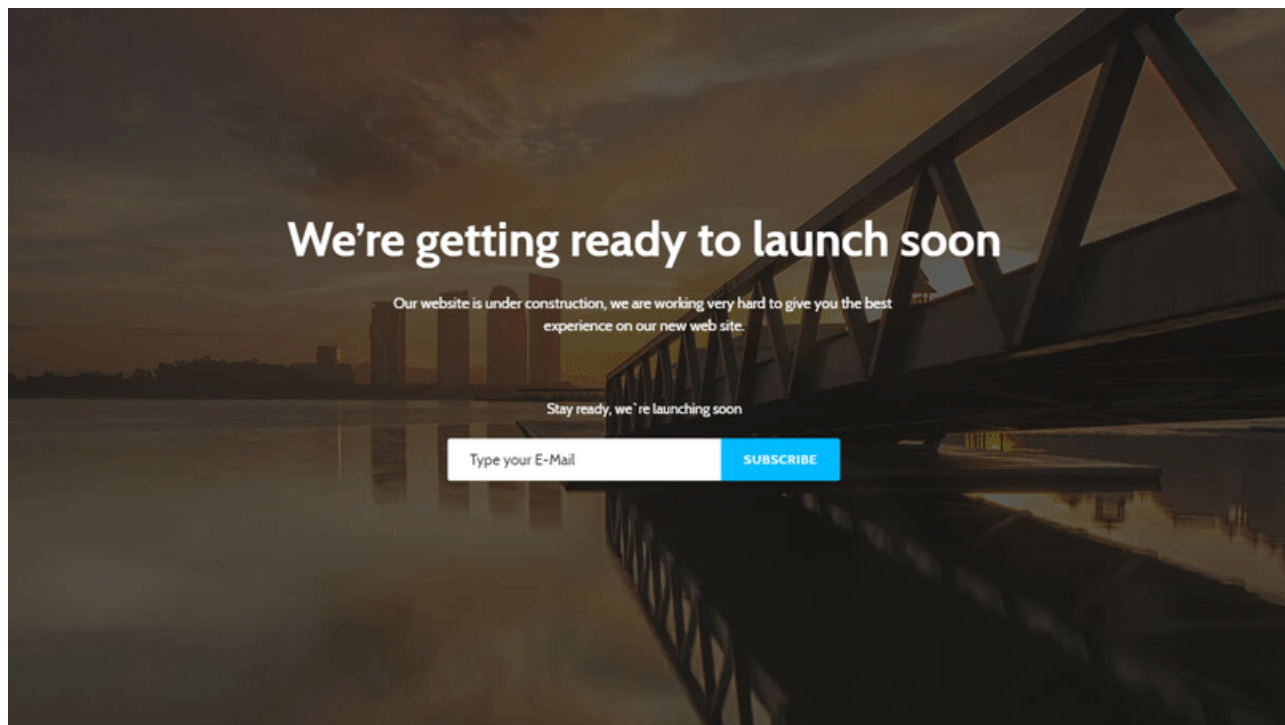 We’re getting ready to launch soon
Our website is under construction, we are working very hard to give you the best
experience on our new web site.
Stay ready, we`re launching soon
Type your E-Mail
SUBSCRIBE